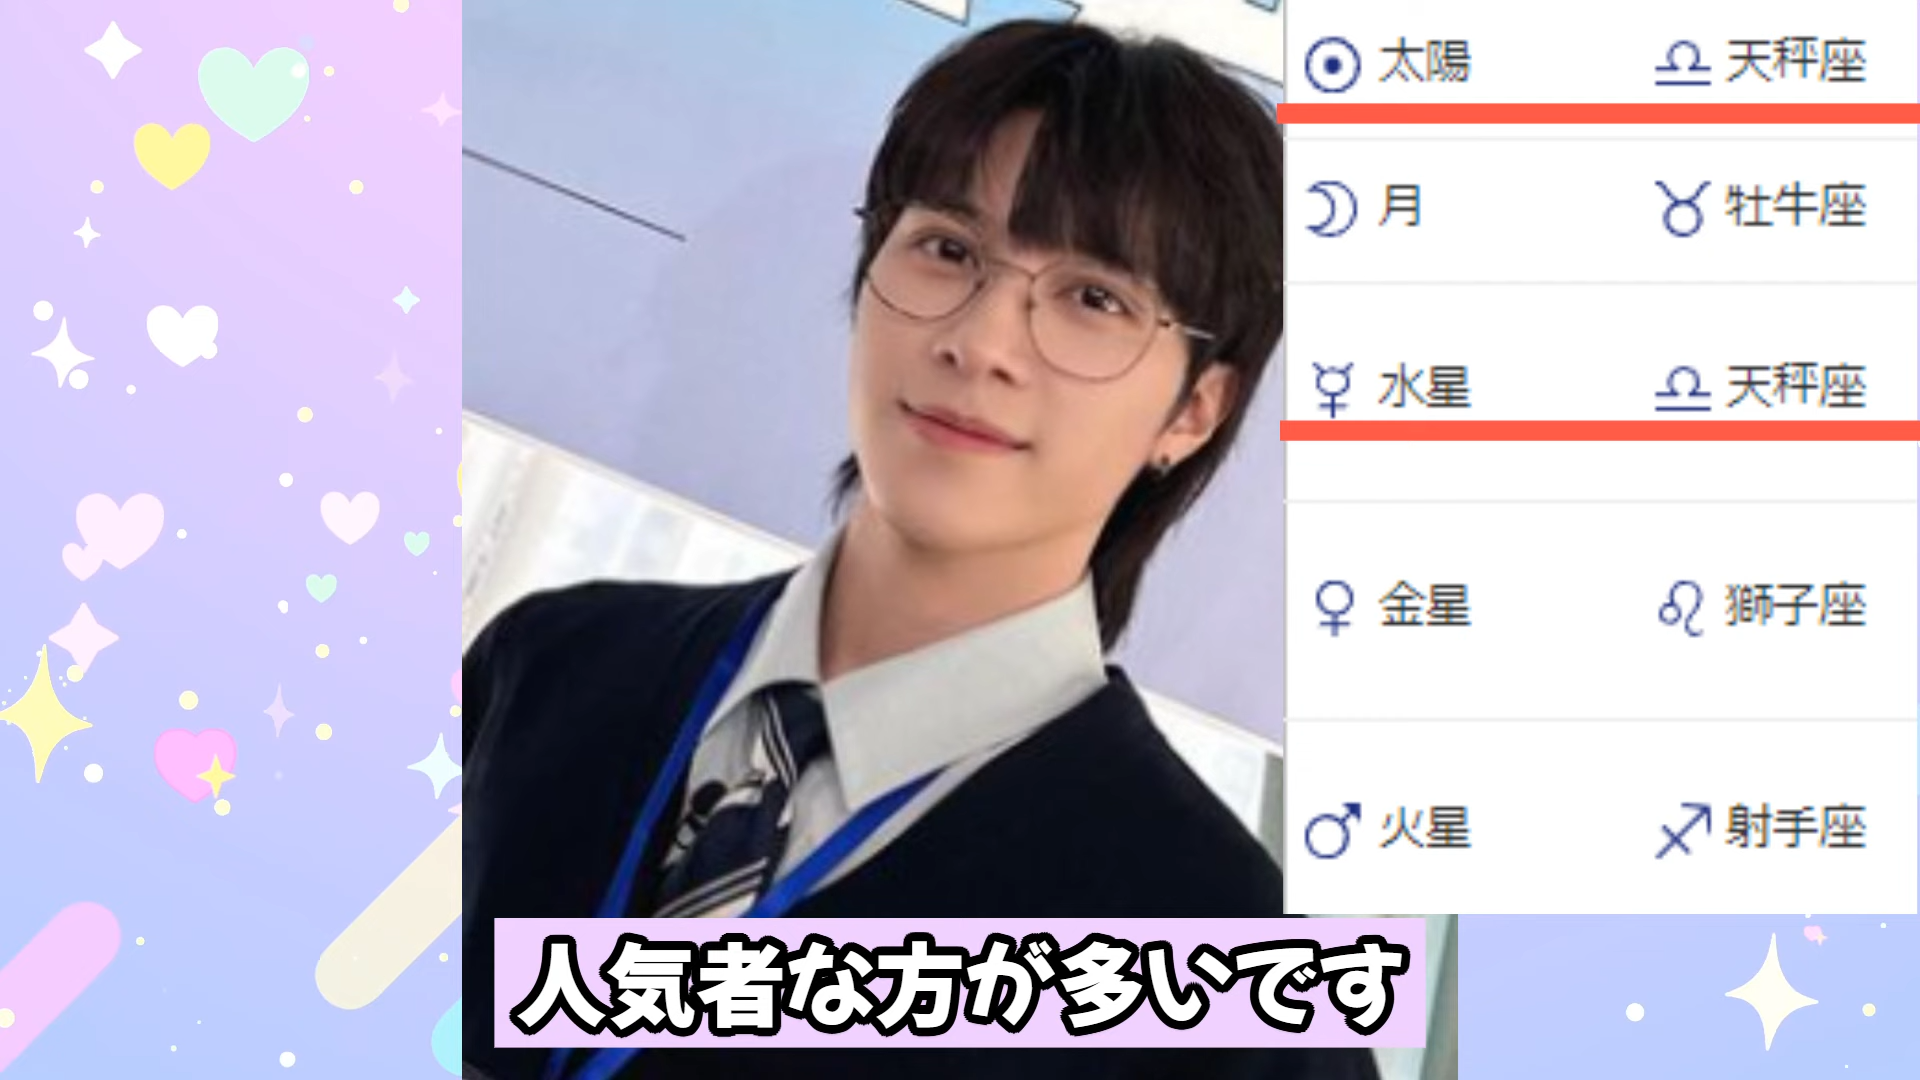 太陽 天秤座
月 牡牛座
水星 天秤座
金星 獅子座
火星 射手座
人気者な方が多いです